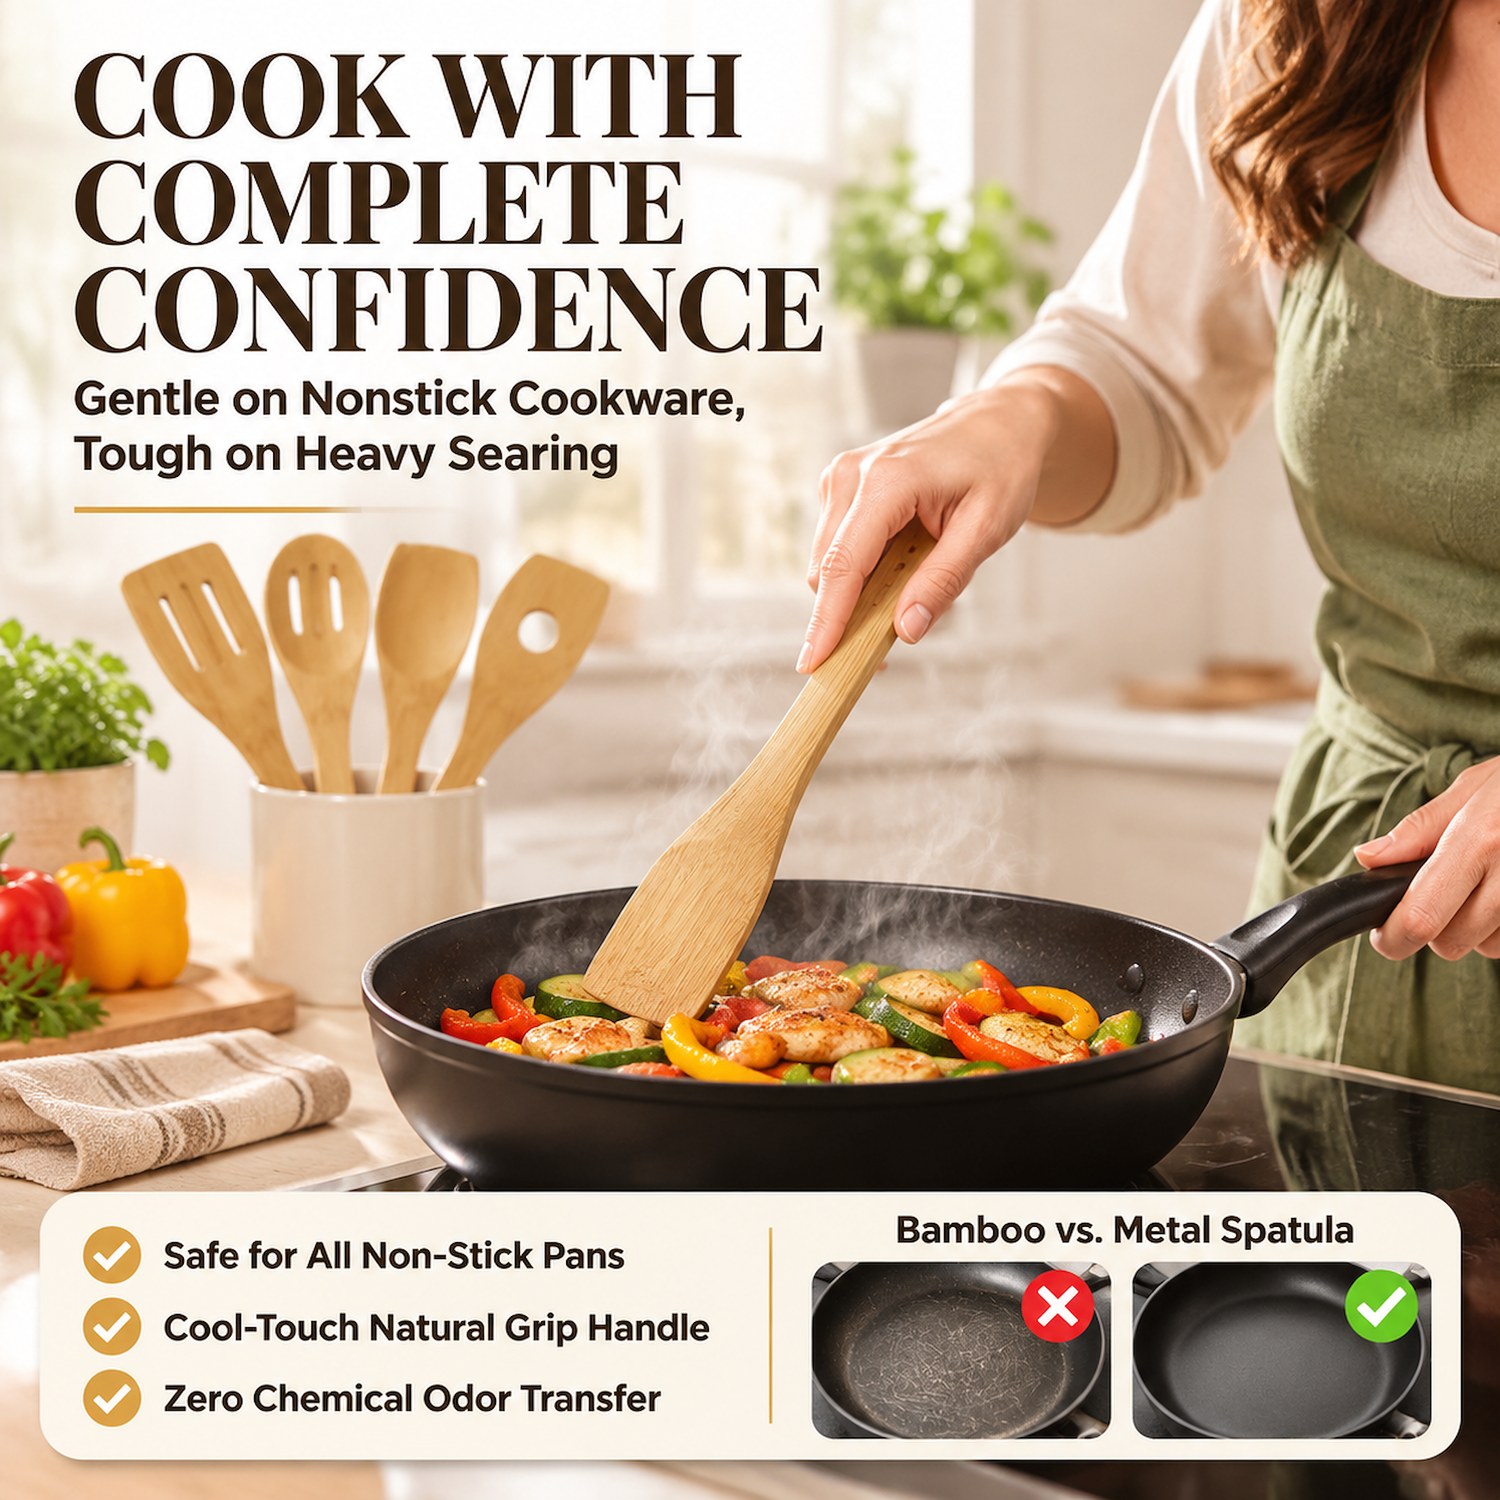 COOK WITH
COMPLETE
CONFIDENCE
Gentle on Nonstick Cookware,
Tough on Heavy Searing
Safe for All Non-Stick Pans
Cool-Touch Natural Grip Handle
Zero Chemical Odor Transfer
Bamboo vs. Metal Spatula